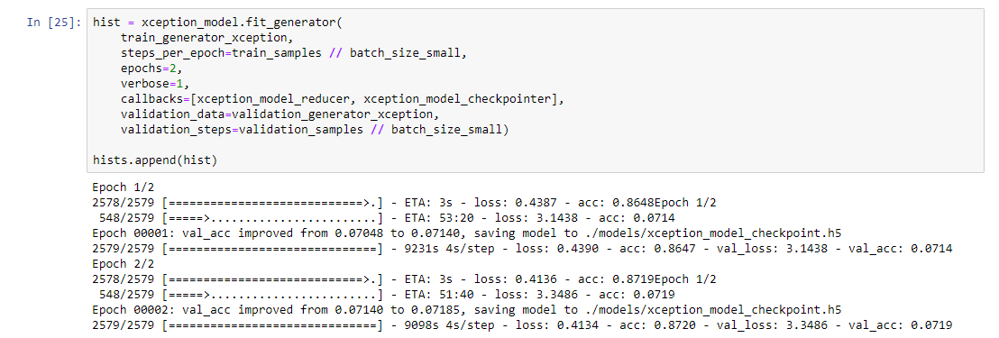 In [25]: hist = xception_model.fit_generator(
    train_generator_xception,
    steps_per_epoch=train_samples // batch_size_small,
    epochs=2,
    verbose=1,
    callbacks=[xception_model_reducer, xception_model_checkpointer],
    validation_data=validation_generator_xception,
    validation_steps=validation_samples // batch_size_small)
hists.append(hist)
Epoch 1/2
2578/2579 [============================>.] - ETA: 3s - loss: 0.4387 - acc: 0.8648Epoch 1/2
 548/2579 [=====>........................] - ETA: 53:20 - loss: 3.1438 - acc: 0.0714
Epoch 00001: val_acc improved from 0.07048 to 0.07140, saving model to ./models/xception_model_checkpoint.h5
2579/2579 [==============================] - 9231s 4s/step - loss: 0.4390 - acc: 0.8647 - val_loss: 3.1438 - val_acc: 0.0714
Epoch 2/2
2578/2579 [============================>.] - ETA: 3s - loss: 0.4136 - acc: 0.8719Epoch 1/2
 548/2579 [=====>........................] - ETA: 51:40 - loss: 3.3486 - acc: 0.0719
Epoch 00002: val_acc improved from 0.07140 to 0.07185, saving model to ./models/xception_model_checkpoint.h5
2579/2579 [==============================] - 9098s 4s/step - loss: 0.4134 - acc: 0.8720 - val_loss: 3.3486 - val_acc: 0.0719